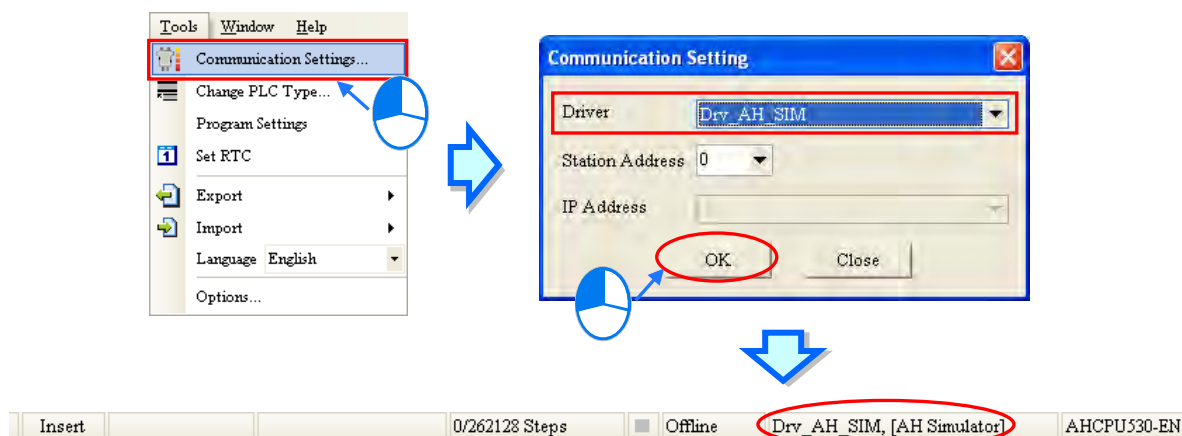 Tools Window Help
Communication Settings...
Change PLC Type...
Program Settings
1 Set RTC
Export
Import
Language English
Options...
Communication Setting
Driver Drv_AH_SIM
Station Address 0
IP Address
OK Close
Insert 0/262128 Steps Offline Drv_AH_SIM, [AH Simulator] AHCPU530-EN